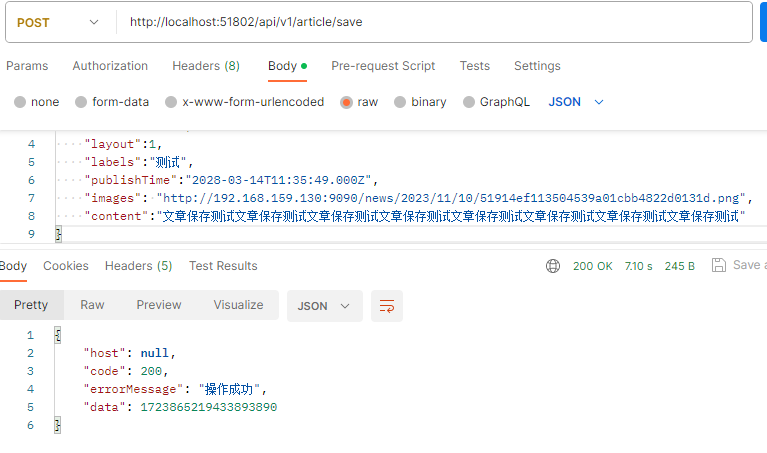 POST http://localhost:51802/api/v1/article/save
Params Authorization Headers (8) Body Pre-request Script Tests Settings
none form-data x-www-form-urlencoded raw binary GraphQL JSON
4 "layout":1,
5 "labels":"测试",
6 "publishTime":"2028-03-14T11:35:49.000Z",
7 "images": "http://192.168.159.130:9090/news/2023/11/10/51914ef113504539a01cbb4822d0131d.png",
8 "content":"文章保存测试文章保存测试文章保存测试文章保存测试文章保存测试文章保存测试文章保存测试文章保存测试"
9 }
Body Cookies Headers (5) Test Results 200 OK 7.10 s 245 B Save a
Pretty Raw Preview Visualize JSON
1 {
2 "host": null,
3 "code": 200,
4 "errorMessage": "操作成功",
5 "data": 1723865219433893890
6 }